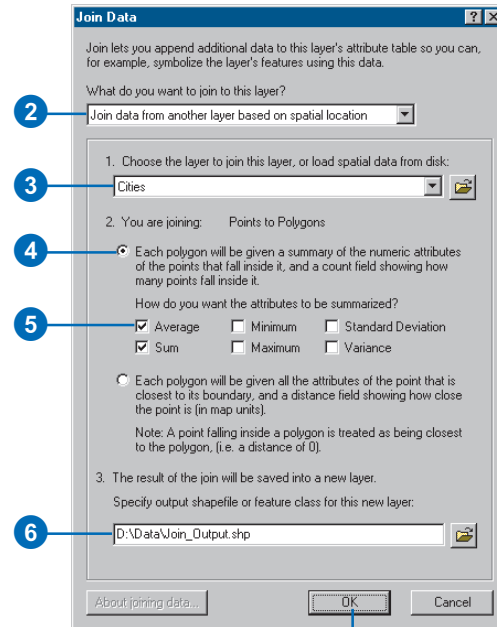 Join Data
Join lets you append additional data to this layer's attribute table so you can,
for example, symbolize the layer's features using this data.
What do you want to join to this layer?
2
Join data from another layer based on spatial location
1. Choose the layer to join this layer, or load spatial data from disk:
3
Cities
2. You are joining: Points to Polygons
4
Each polygon will be given a summary of the numeric attributes
of the points that fall inside it, and a count field showing how
many points fall inside it.
How do you want the attributes to be summarized?
5
Average Minimum Standard Deviation
Sum Maximum Variance
Each polygon will be given all the attributes of the point that is
closest to its boundary, and a distance field showing how close
the point is (in map units).
Note: A point falling inside a polygon is treated as being closest
to the polygon, (i.e. a distance of 0).
3. The result of the join will be saved into a new layer.
Specify output shapefile or feature class for this new layer:
6
D:\Data\Join_Output.shp
About joining data... OK Cancel